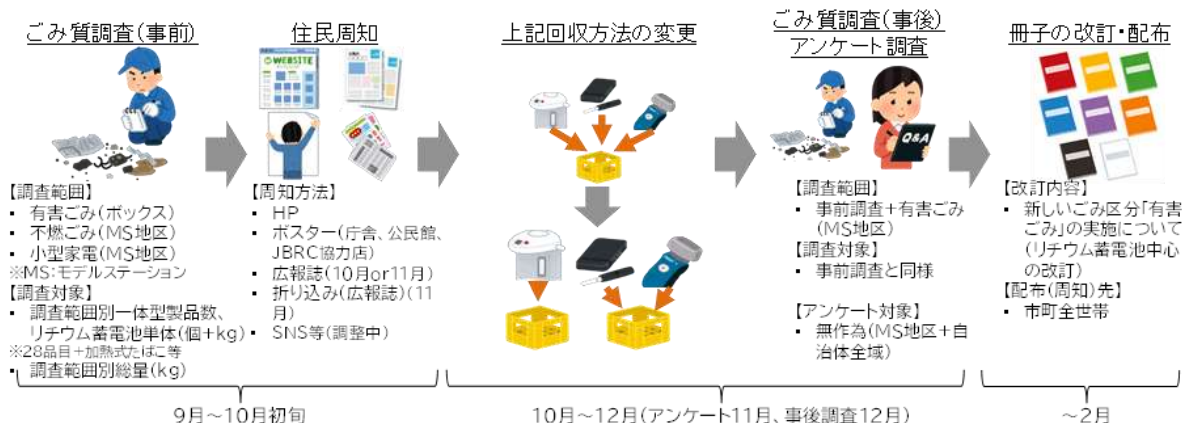 ごみ質調査(事前)
【調査範囲】
▪ 有害ごみ(ボックス)
▪ 不燃ごみ(MS地区)
▪ 小型家電(MS地区)
※MS:モデルステーション
【調査対象】
▪ 調査範囲別一体型製品数、
リチウム蓄電池単体(個+kg)
※28品目+加熱式たばこ等
▪ 調査範囲別総量(kg)
住民周知
WEBSITE
【周知方法】
▪ HP
▪ ポスター(庁舎、公民館、
JBRC協力店)
▪ 広報誌(10月or11月)
▪ 折り込み(広報誌)(11
月)
▪ SNS等(調整中)
9月～10月初旬
上記回収方法の変更
ごみ質調査(事後)
アンケート調査
Q&A
【調査範囲】
▪ 事前調査+有害ごみ
(MS地区)
【調査対象】
▪ 事前調査と同様
【アンケート対象】
▪ 無作為(MS地区+自
治体全域)
10月～12月(アンケート11月、事後調査12月)
冊子の改訂・配布
【改訂内容】
▪ 新しいごみ区分「有害
ごみ」の実施について
(リチウム蓄電池中心
の改訂)
【配布(周知)先】
▪ 市町全世帯
～2月